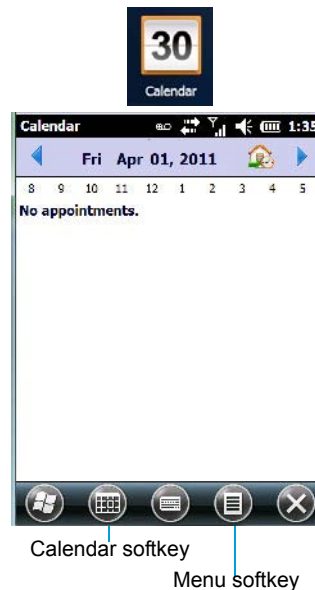 30
Calendar
Calendar 1:35
Fri Apr 01, 2011
8 9 10 11 12 1 2 3 4 5
No appointments.
Calendar softkey
Menu softkey